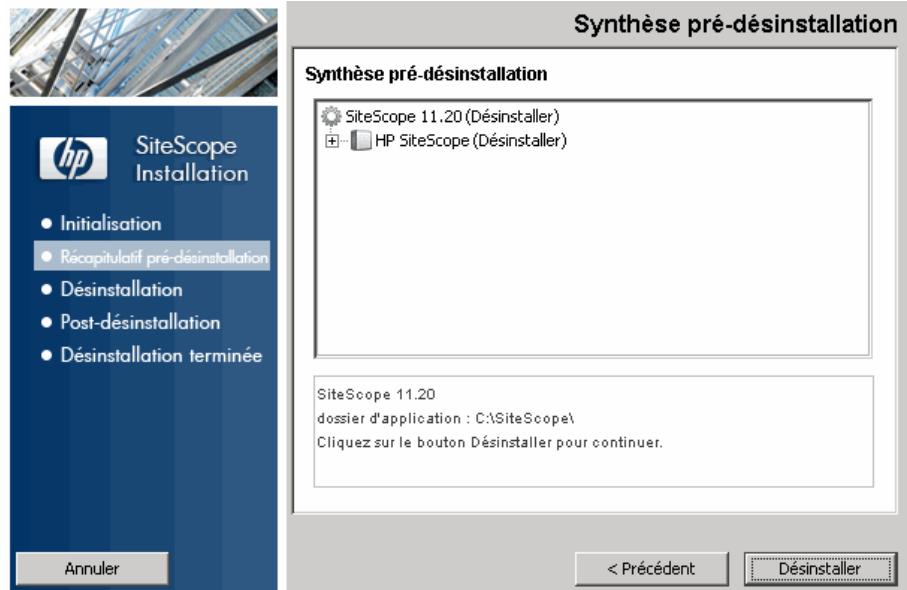 Synthèse pré-désinstallation
Synthèse pré-désinstallation
SiteScope 11.20 (Désinstaller)
HP SiteScope (Désinstaller)
hp
SiteScope
Installation
Initialisation
Récapitulatif pré-désinstallation
Désinstallation
Post-désinstallation
Désinstallation terminée
SiteScope 11.20
dossier d'application : C:\SiteScope\
Cliquez sur le bouton Désinstaller pour continuer.
Annuler
< Précédent
Désinstaller